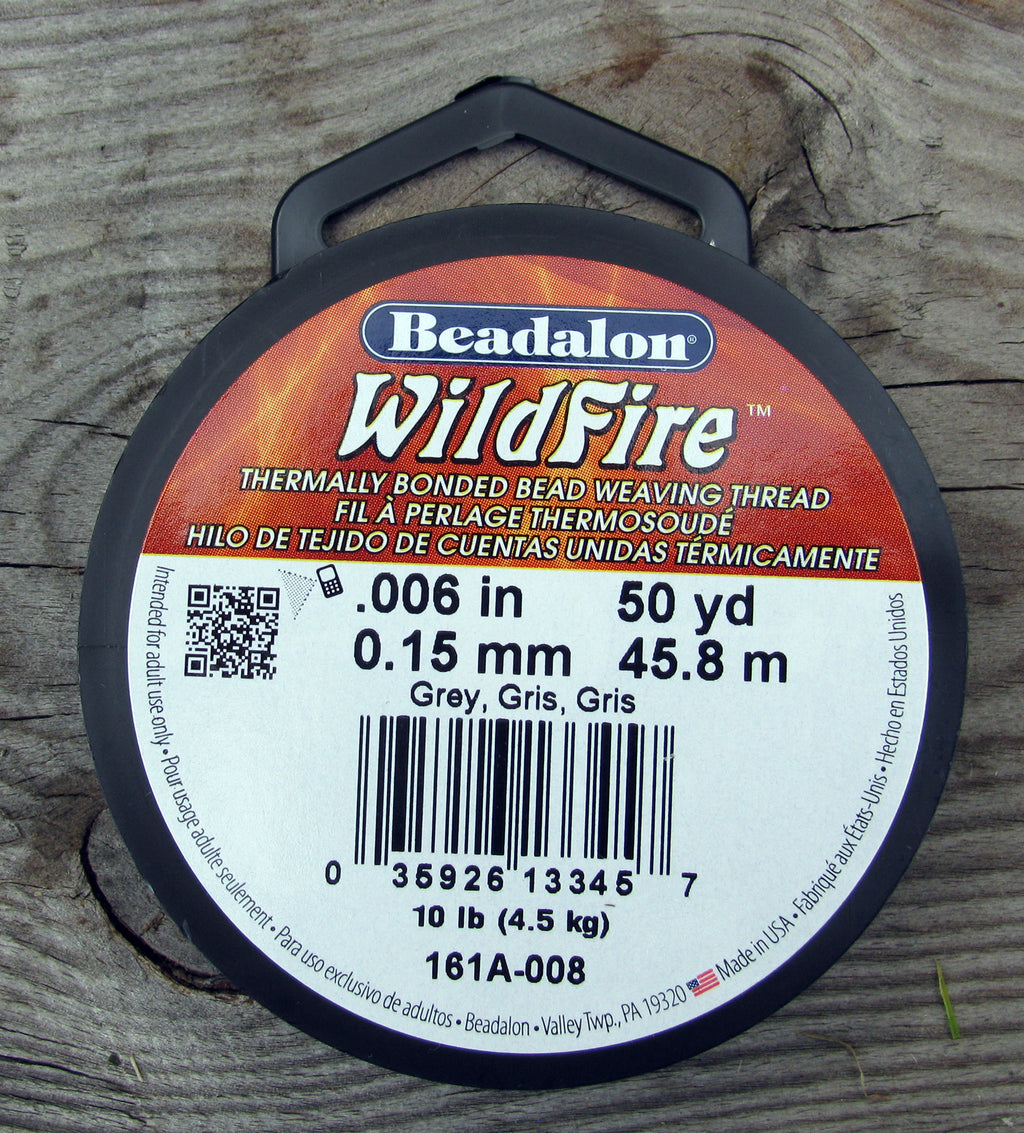 Beadalon®
WildFire™
THERMALLY BONDED BEAD WEAVING THREAD
FIL À PERLAGE THERMOSOUDÉ
HILO DE TEJIDO DE CUENTAS UNIDAS TÉRMICAMENTE
.006 in 50 yd
0.15 mm 45.8 m
Grey, Gris, Gris
0 35926 13345 7
10 lb (4.5 kg)
161A-008
Intended for adult use only • Pour usage adulte seulement • Para uso exclusivo de adultos • Beadalon • Valley Twp., PA 19320 Made in USA • Fabriqué aux États-Unis • Hecho en Estados Unidos